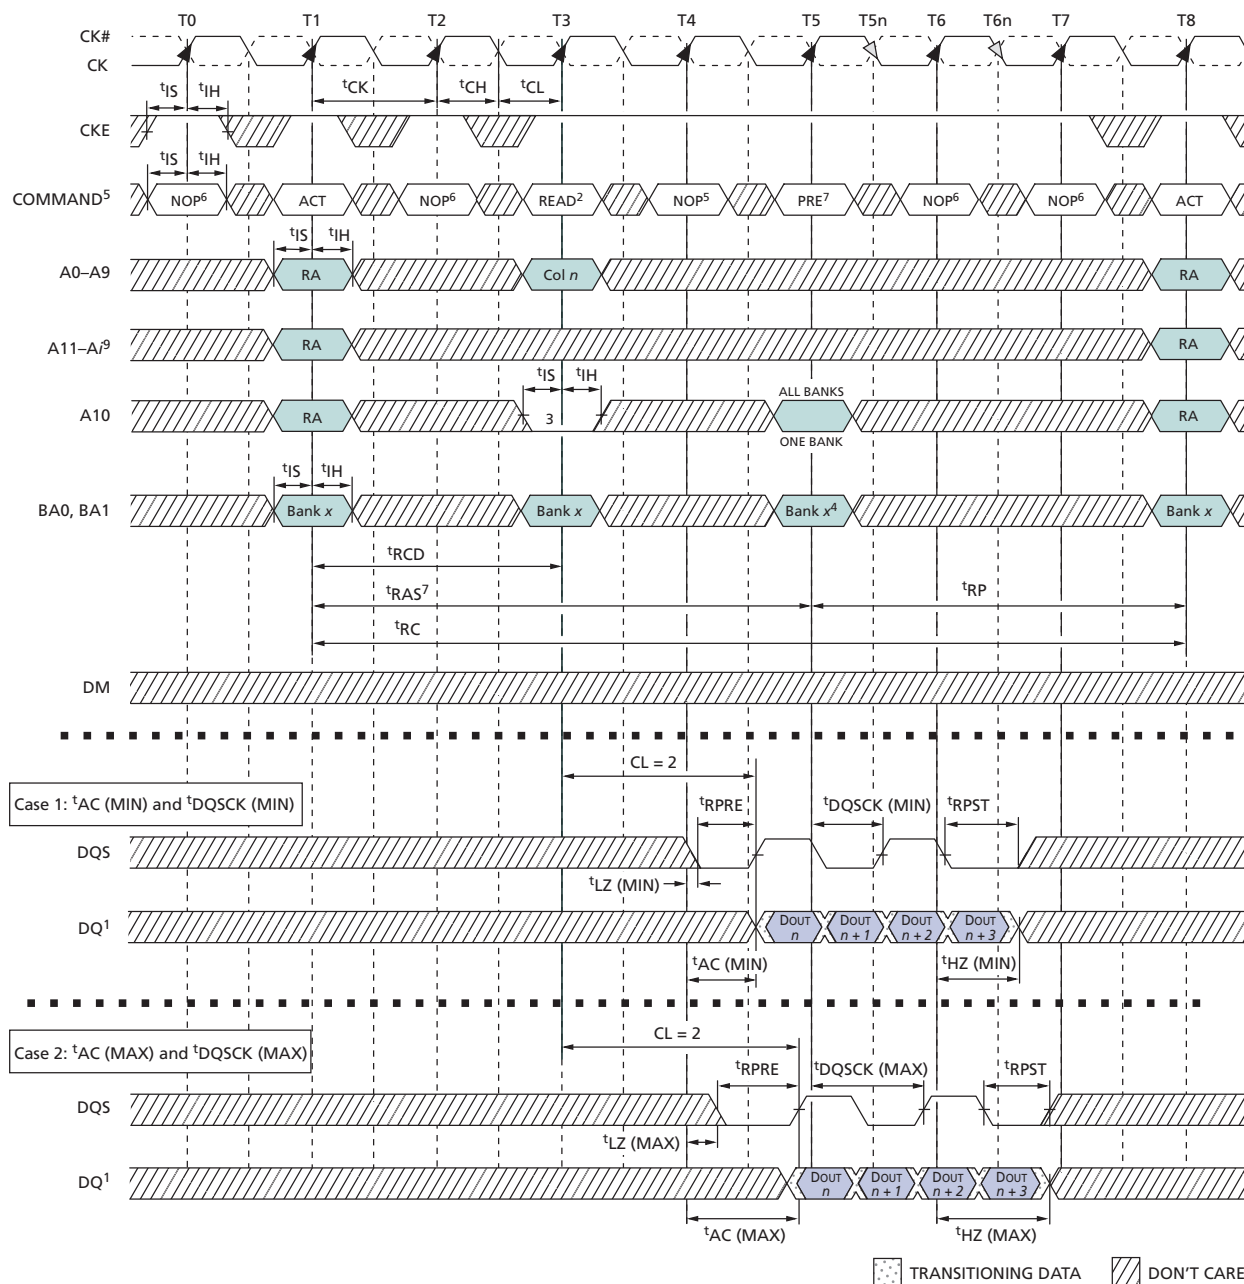 T0 T1 T2 T3 T4 T5 T5n T6 T6n T7 T8
CK#
CK
tIS tIH tCK tCH tCL
CKE
tIS tIH
COMMAND5 NOP6 ACT NOP6 READ2 NOP5 PRE7 NOP6 NOP6 ACT
tIS tIH
A0–A9 RA Col n RA
A11–Ai9 RA RA
tIS tIH ALL BANKS
A10 RA 3 RA
ONE BANK
tIS tIH
BA0, BA1 Bank x Bank x Bank x4 Bank x
tRCD
tRAS7 tRP
tRC
DM
CL = 2
Case 1: tAC (MIN) and tDQSCK (MIN)
tRPRE tDQSCK (MIN) tRPST
DQS
tLZ (MIN)
DQ1 DOUT n DOUT n + 1 DOUT n + 2 DOUT n + 3
tAC (MIN) tHZ (MIN)
CL = 2
Case 2: tAC (MAX) and tDQSCK (MAX)
tRPRE tDQSCK (MAX) tRPST
DQS
tLZ (MAX)
DQ1 DOUT n DOUT n + 1 DOUT n + 2 DOUT n + 3
tAC (MAX) tHZ (MAX)
TRANSITIONING DATA DON'T CARE